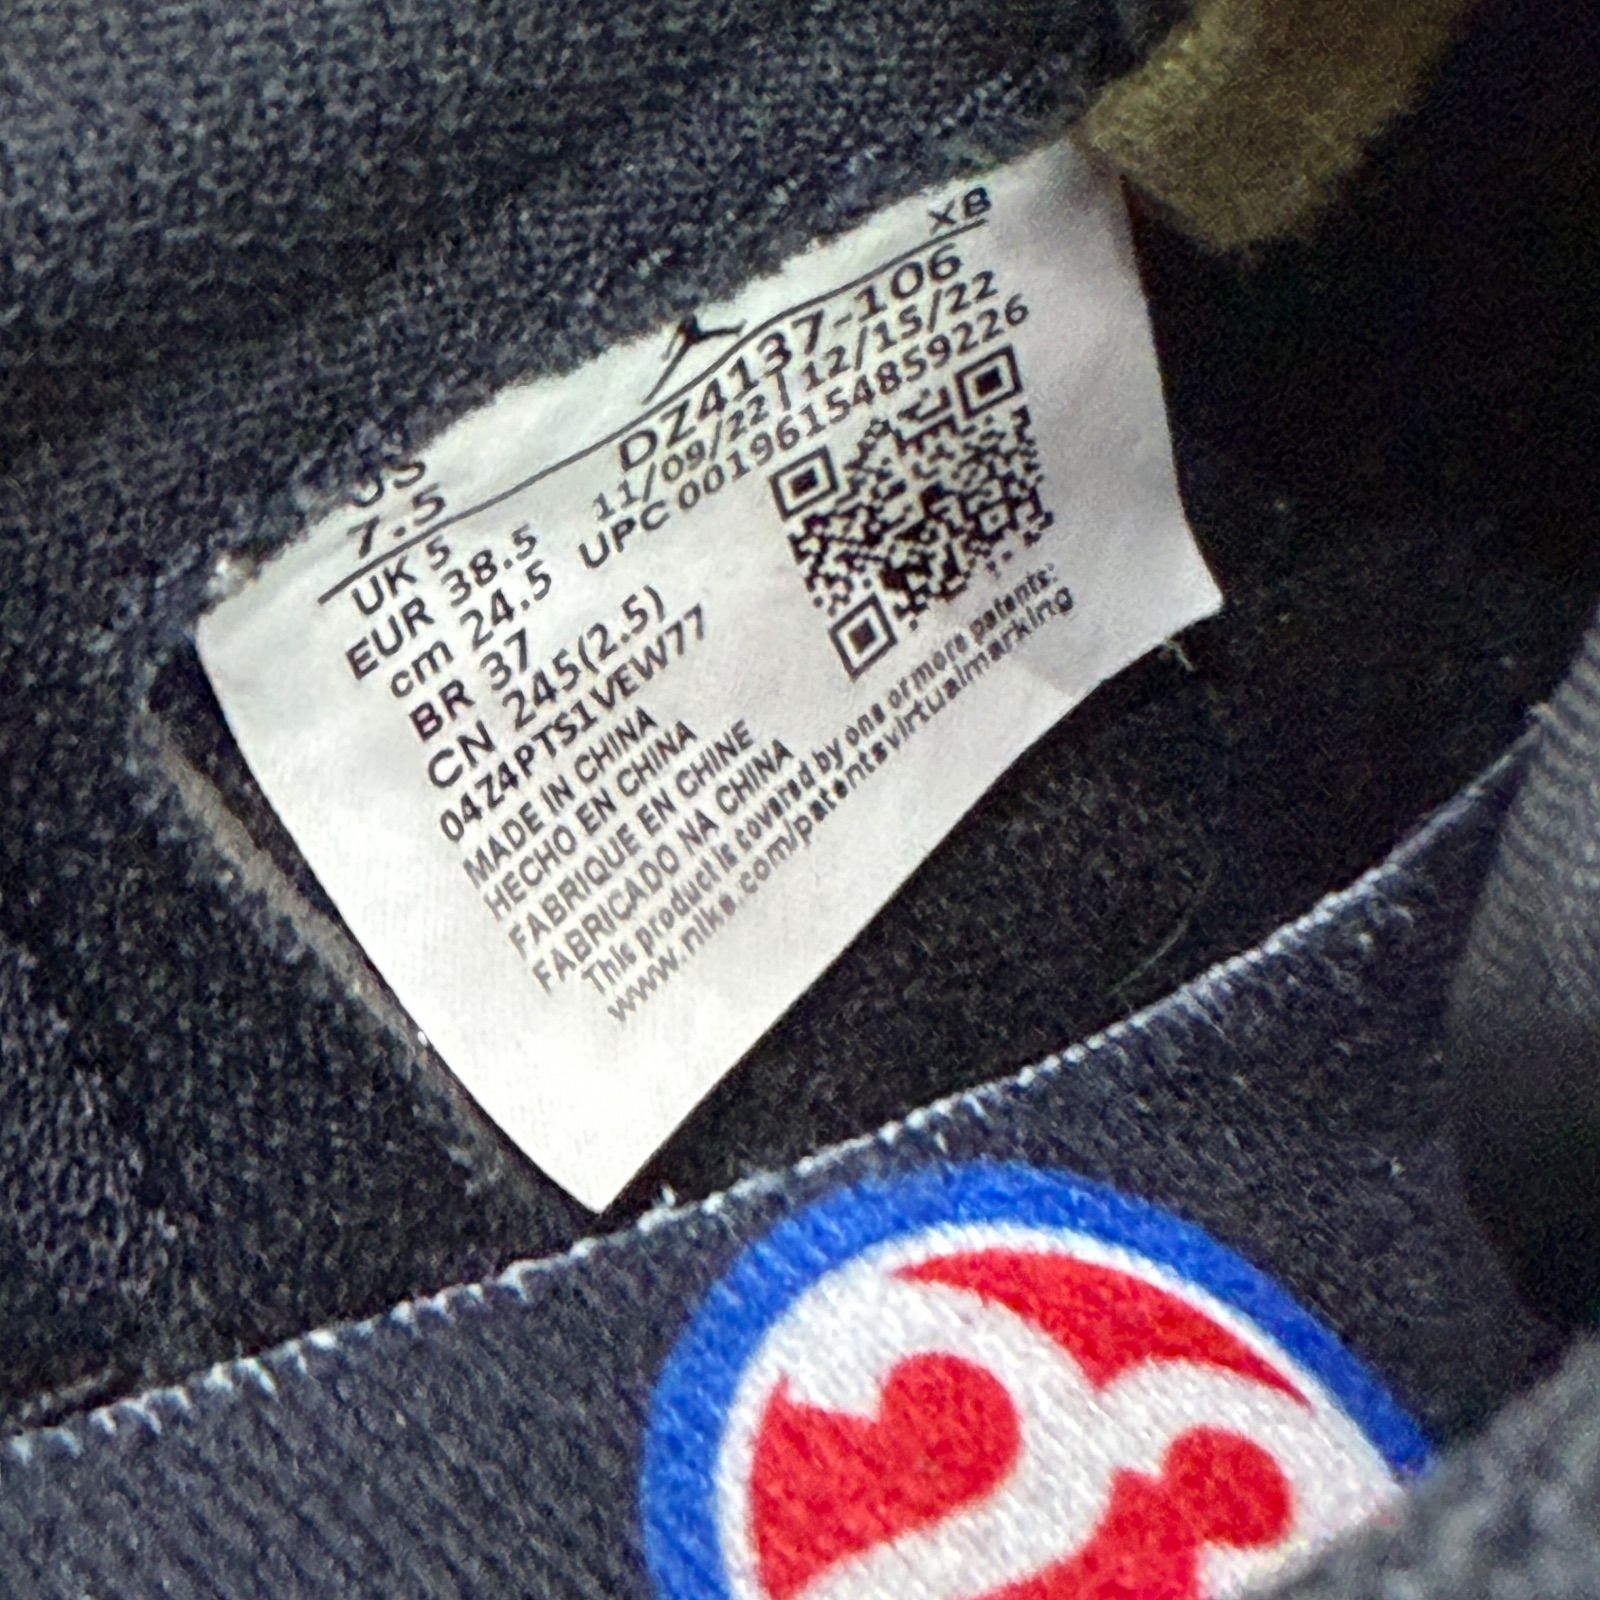 XB
US
7.5
DZ4137-106
UK 5
11/09/22 | 12/15/22
EUR 38.5
UPC 00196154859226
cm 24.5
BR 37
CN 245(2.5)
04Z4PTS1VEW77
MADE IN CHINA
HECHO EN CHINA
FABRIQUE EN CHINE
FABRICADO NA CHINA
This product is covered by one or more patents:
www.nike.com/patentsvirtualmarking